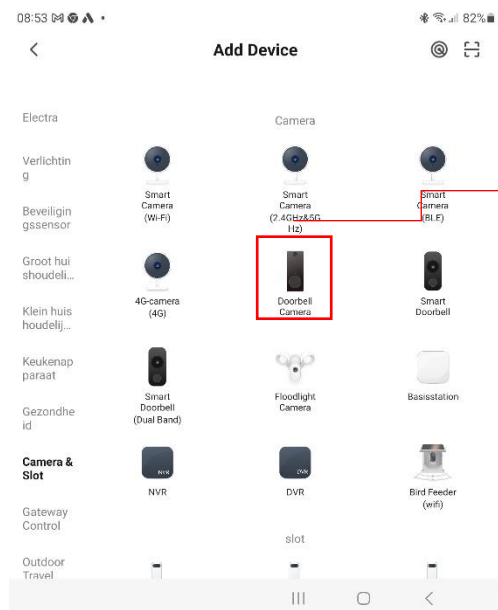 08:53
82%
Add Device
Electra
Camera
Verlichtin
g
Smart
Camera
(Wi-Fi)
Smart
Camera
(2.4GHz&5G
Hz)
Smart
Camera
(BLE)
Beveiligin
gssensor
Groot hui
shoudeli...
4G-camera
(4G)
Doorbell
Camera
Smart
Doorbell
Klein huis
houdelij...
Keukenap
paraat
Smart
Doorbell
(Dual Band)
Floodlight
Camera
Basisstation
Gezondhe
id
Camera &
Slot
NVR
NVR
DVR
DVR
Bird Feeder
(wifi)
Gateway
Control
slot
Outdoor
Travel